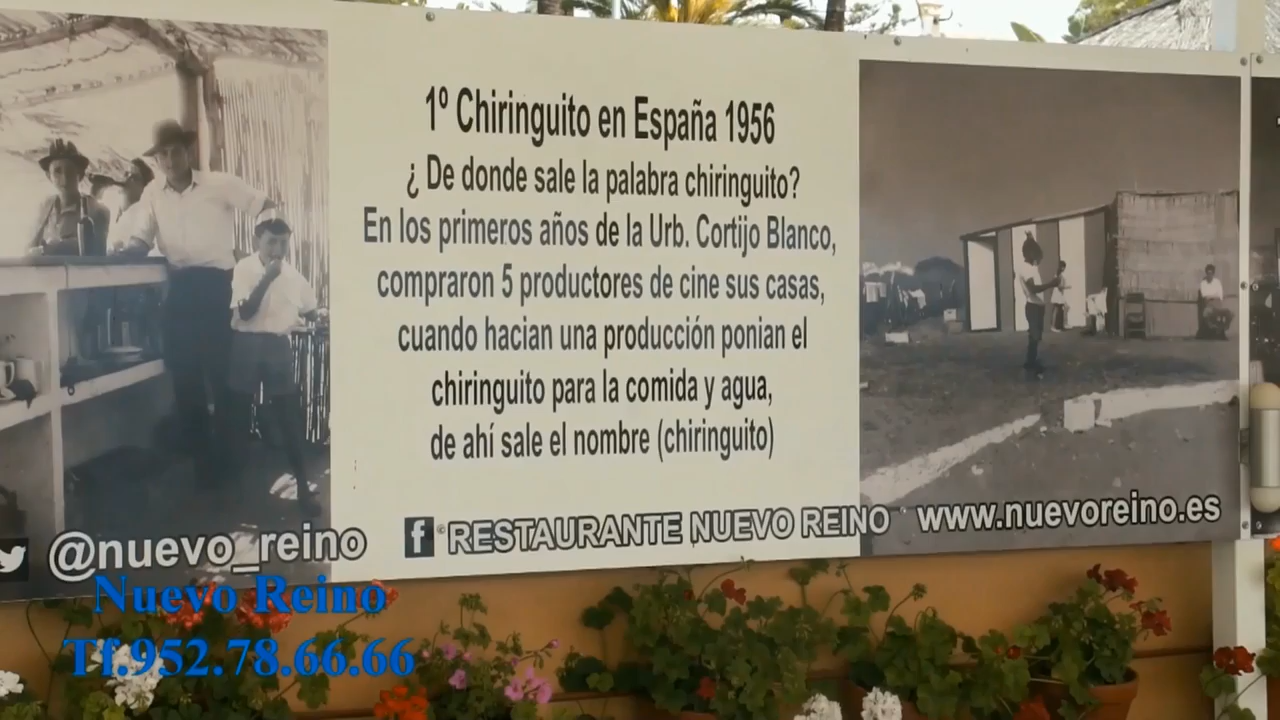 1º Chiringuito en España 1956
¿ De donde sale la palabra chiringuito?
En los primeros años de la Urb. Cortijo Blanco,
compraron 5 productores de cine sus casas,
cuando hacian una producción ponian el
chiringuito para la comida y agua,
de ahí sale el nombre (chiringuito)
@nuevo_reino
f RESTAURANTE NUEVO REINO
www.nuevoreino.es
Nuevo Reino
Tf.952.78.66.66